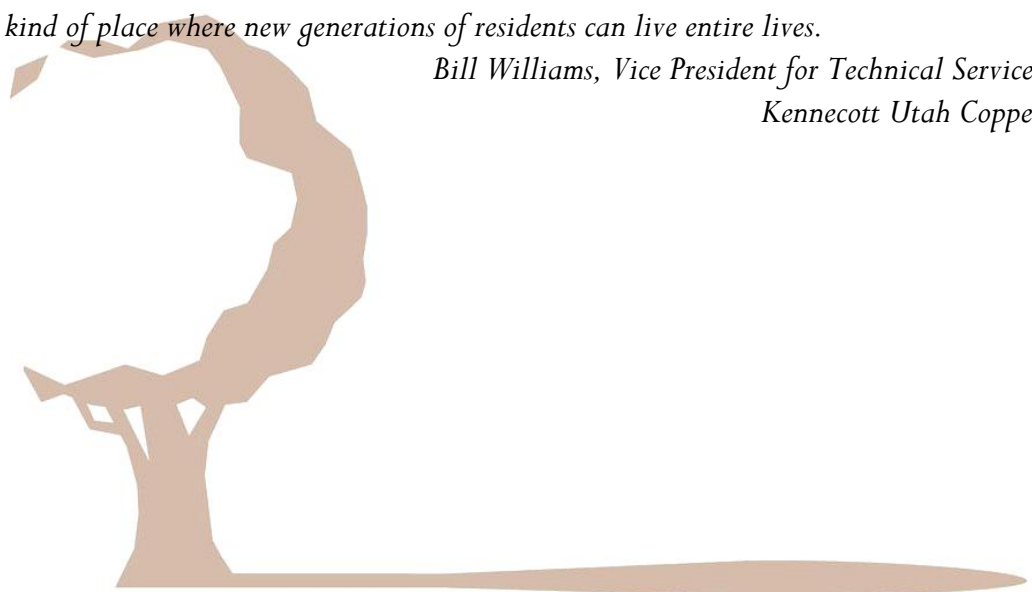 kind of place where new generations of residents can live entire lives.
Bill Williams, Vice President for Technical Service
Kennecott Utah Coppe